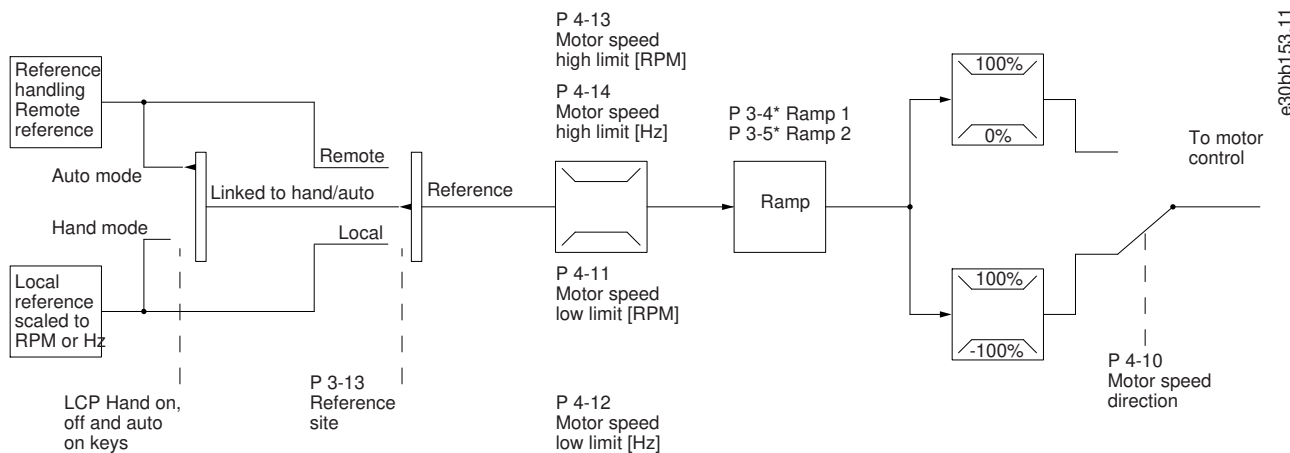 P 4-13
Motor speed
high limit [RPM]
P 4-14
Motor speed
high limit [Hz]
P 4-11
Motor speed
low limit [RPM]
P 4-12
Motor speed
low limit [Hz]
Reference
handling
Remote
reference
Auto mode
Hand mode
Local
reference
scaled to
RPM or Hz
LCP Hand on,
off and auto
on keys
Linked to hand/auto
Remote
Local
P 3-13
Reference
site
Reference
P 3-4* Ramp 1
P 3-5* Ramp 2
Ramp
100%
0%
100%
-100%
To motor
control
P 4-10
Motor speed
direction
e30bb153.11